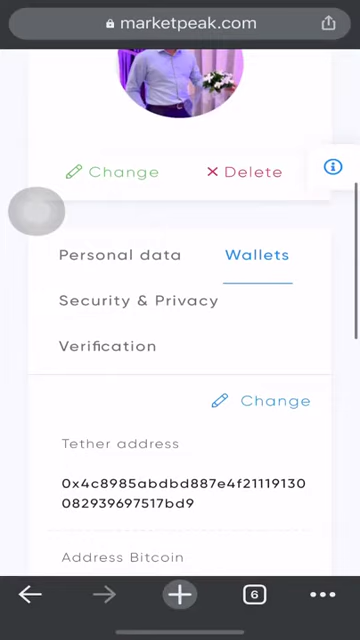 marketpeak.com
Change
Delete
Personal data
Wallets
Security & Privacy
Verification
Change
Tether address
0x4c8985abdbd887e4f21119130
082939697517bd9
Address Bitcoin
6